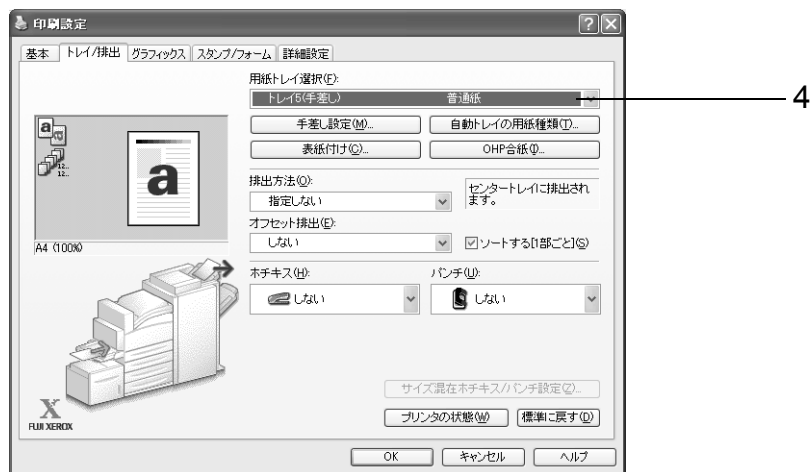 印刷設定
基本 トレイ/排出 グラフィックス スタンプ/フォーム 詳細設定
用紙トレイ選択(F):
トレイ5(手差し) 普通紙
4
手差し設定(M)... 自動トレイの用紙種類(T)...
表紙付け(C)... OHP合紙(I)...
排出方法(O):
指定しない
センタートレイに排出されます。
オフセット排出(E):
しない
ソートする[1部ごと](S)
A4 (100%)
ホチキス(H): パンチ(U):
しない しない
サイズ混在ホチキス/パンチ設定(Z)...
FUJI XEROX
プリンタの状態(W) 標準に戻す(D)
OK キャンセル ヘルプ